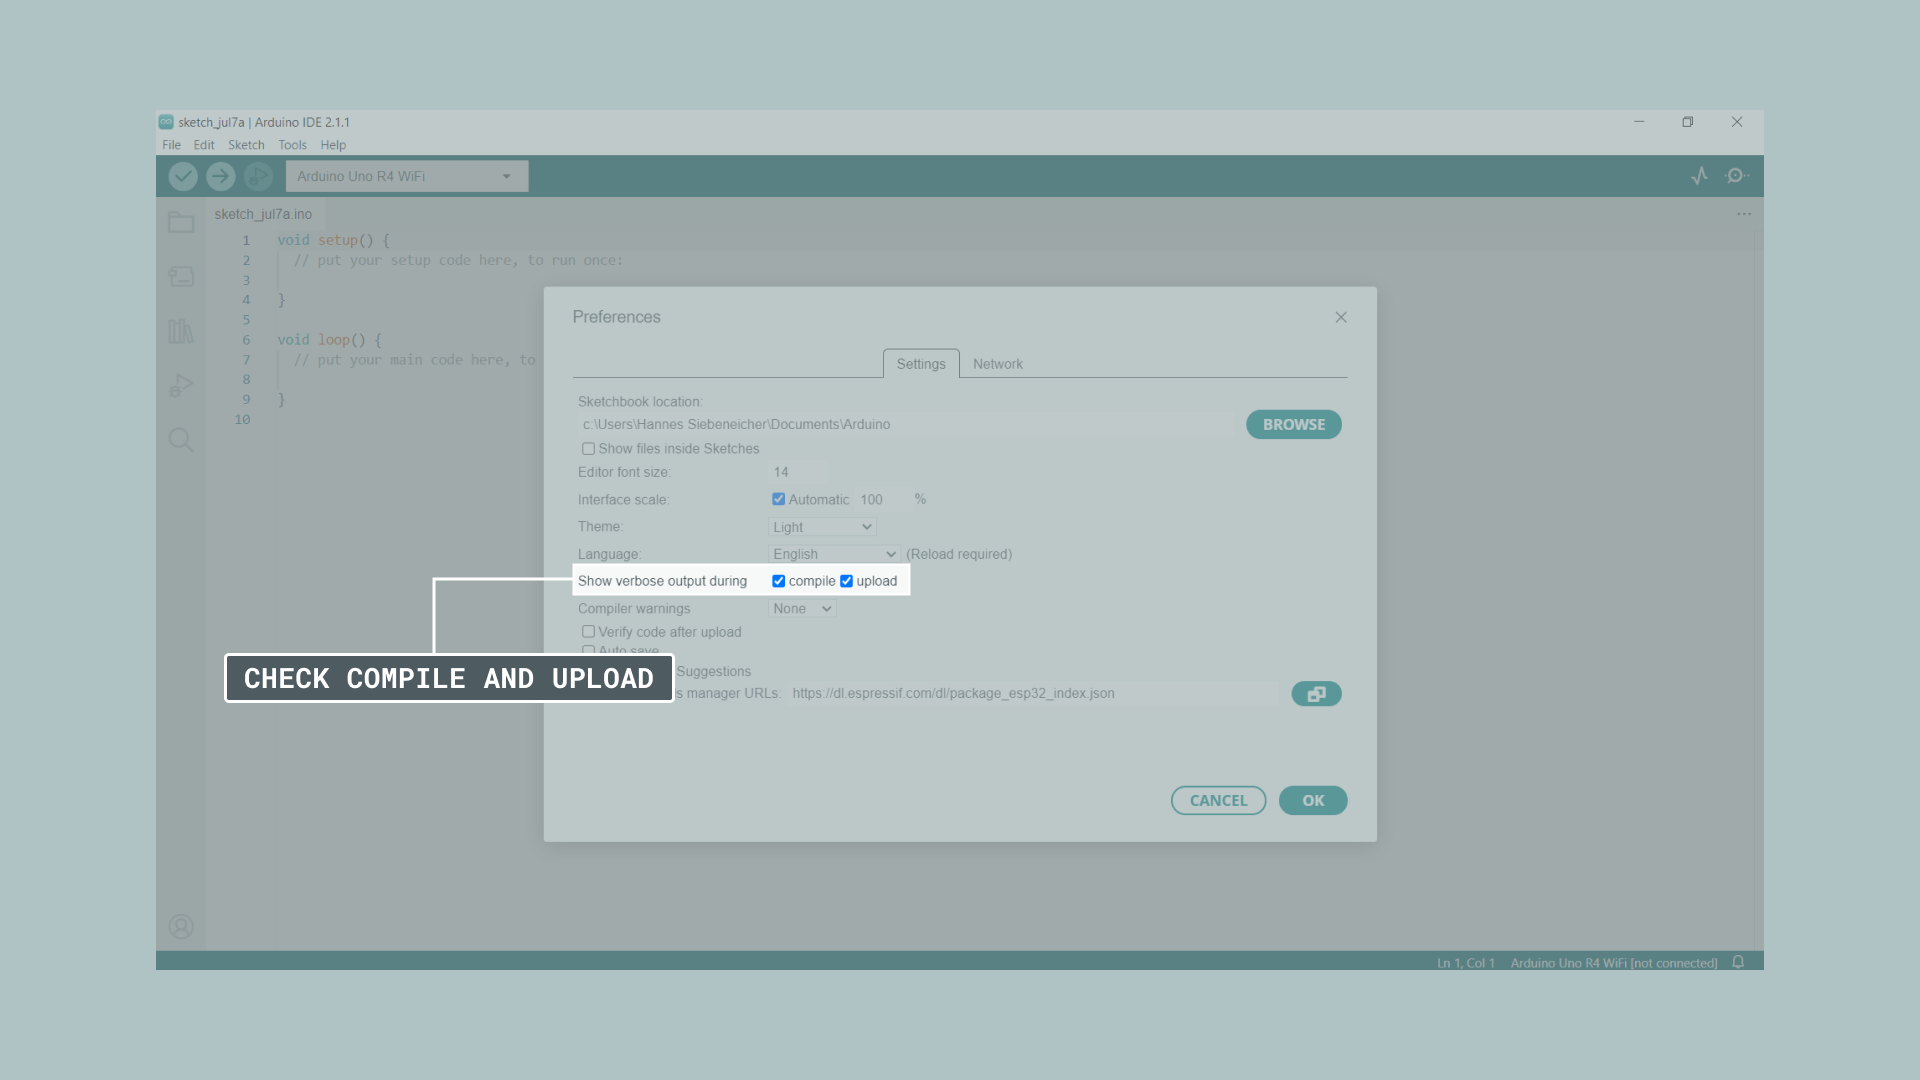 sketch_jul7a | Arduino IDE 2.1.1
File Edit Sketch Tools Help
Arduino Uno R4 WiFi
sketch_jul7a.ino
1 void setup() {
2 // put your setup code here, to run once:
3
4 }
5
6 void loop() {
7 // put your main code here, to
8
9 }
10
Preferences
Settings Network
Sketchbook location:
c:\Users\Hannes Siebeneicher\Documents\Arduino
BROWSE
Show files inside Sketches
Editor font size: 14
Interface scale: Automatic 100 %
Theme: Light
Language: English (Reload required)
Show verbose output during compile upload
Compiler warnings None
Verify code after upload
Auto save
Suggestions
s manager URLs: https://dl.espressif.com/dl/package_esp32_index.json
CHECK COMPILE AND UPLOAD
CANCEL OK
Ln 1, Col 1 Arduino Uno R4 WiFi [not connected]